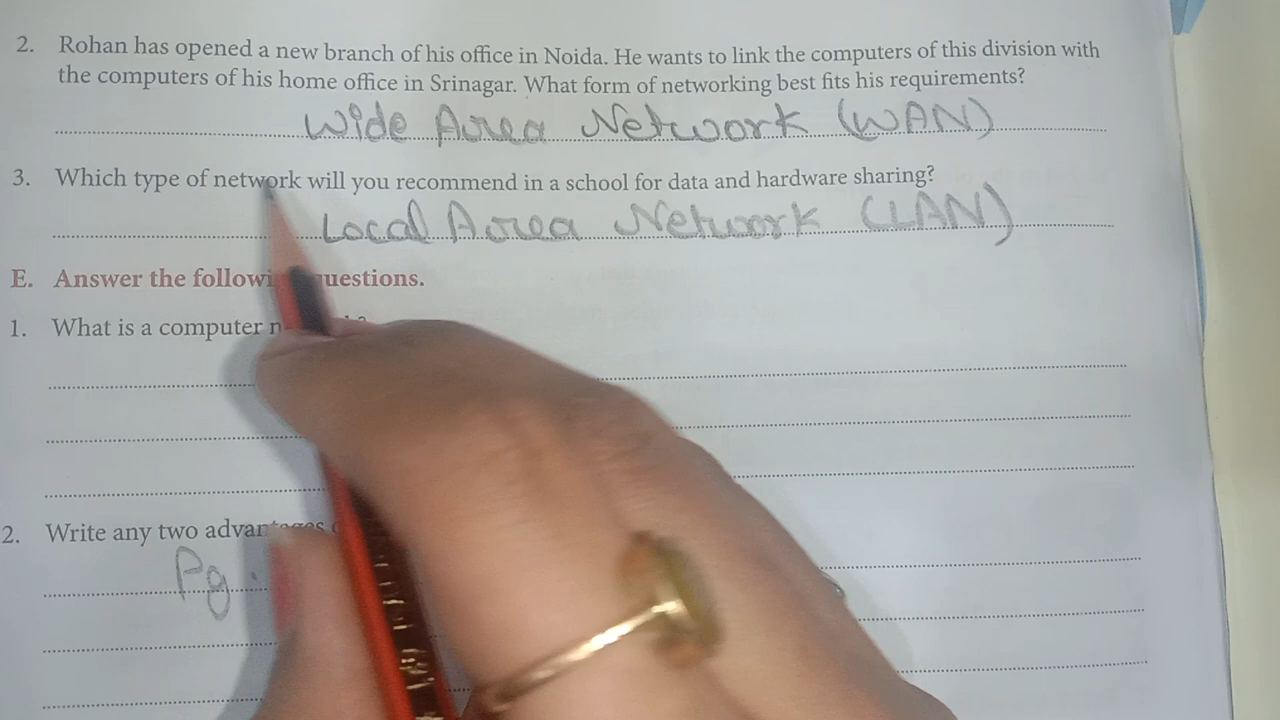 2. Rohan has opened a new branch of his office in Noida. He wants to link the computers of this division with
the computers of his home office in Srinagar. What form of networking best fits his requirements?
Wide Area Network (WAN)
3. Which type of network will you recommend in a school for data and hardware sharing?
Local Area Network (LAN)
E. Answer the following questions.
1. What is a computer
2. Write any two advantages
Pg